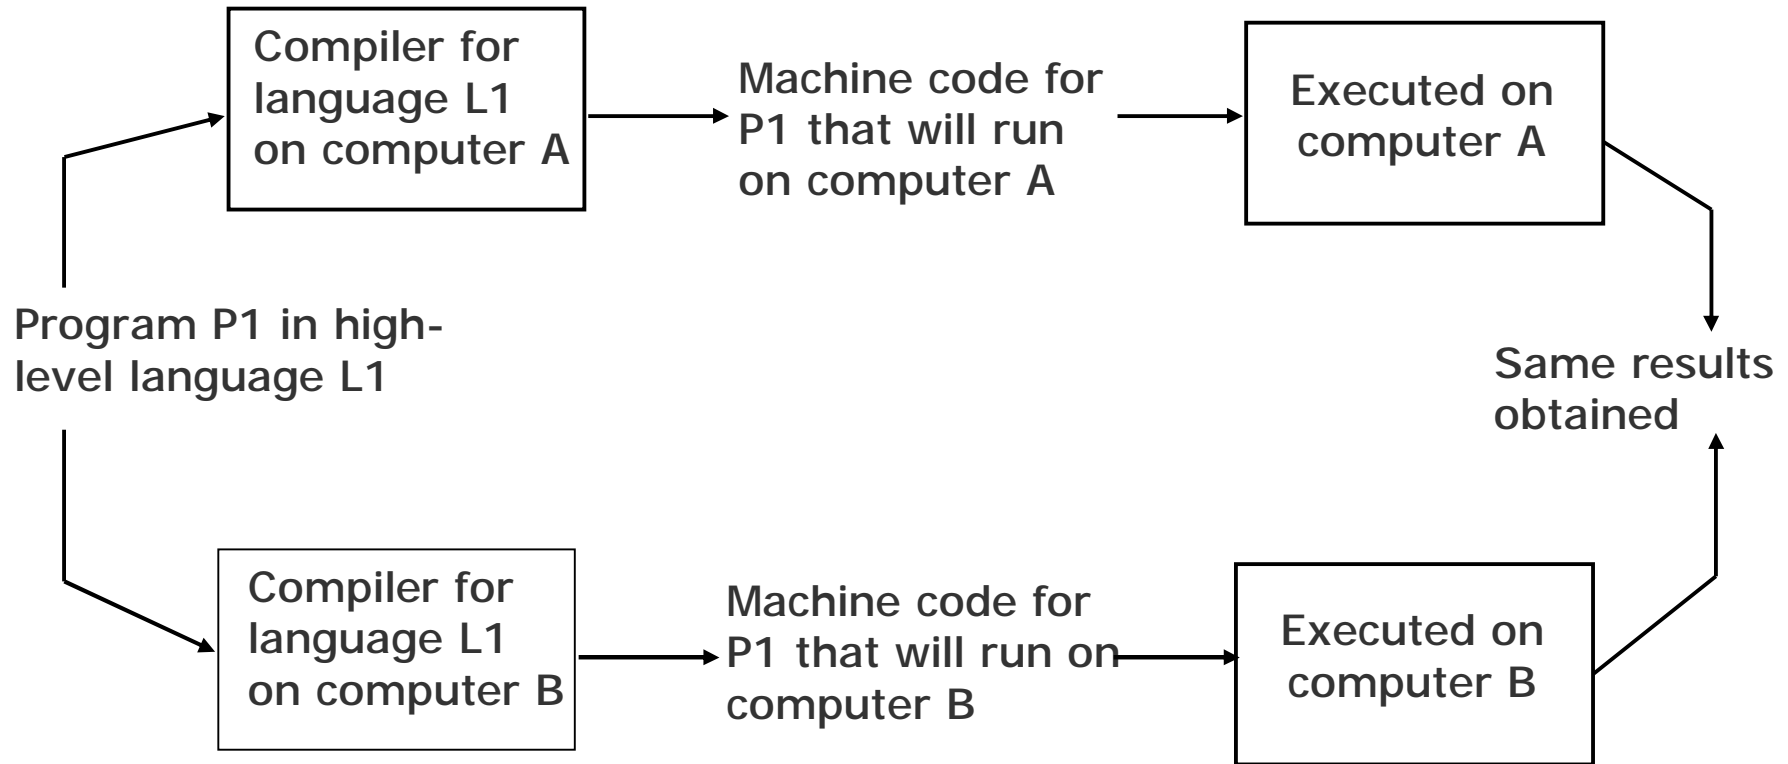 Compiler for
language L1
on computer A
Machine code for
P1 that will run
on computer A
Executed on
computer A
Program P1 in high-
level language L1
Same results
obtained
Compiler for
language L1
on computer B
Machine code for
P1 that will run on
computer B
Executed on
computer B